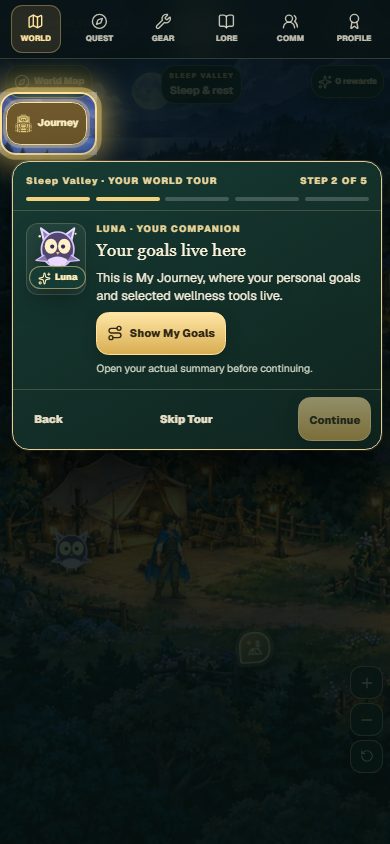 WORLD
QUEST
GEAR
LORE
COMM
PROFILE
World Map
SLEEP VALLEY
Sleep & rest
0 rewards
Journey
Sleep Valley · YOUR WORLD TOUR
STEP 2 OF 5
LUNA · YOUR COMPANION
Your goals live here
Luna
This is My Journey, where your personal goals
and selected wellness tools live.
Show My Goals
Open your actual summary before continuing.
Back
Skip Tour
Continue